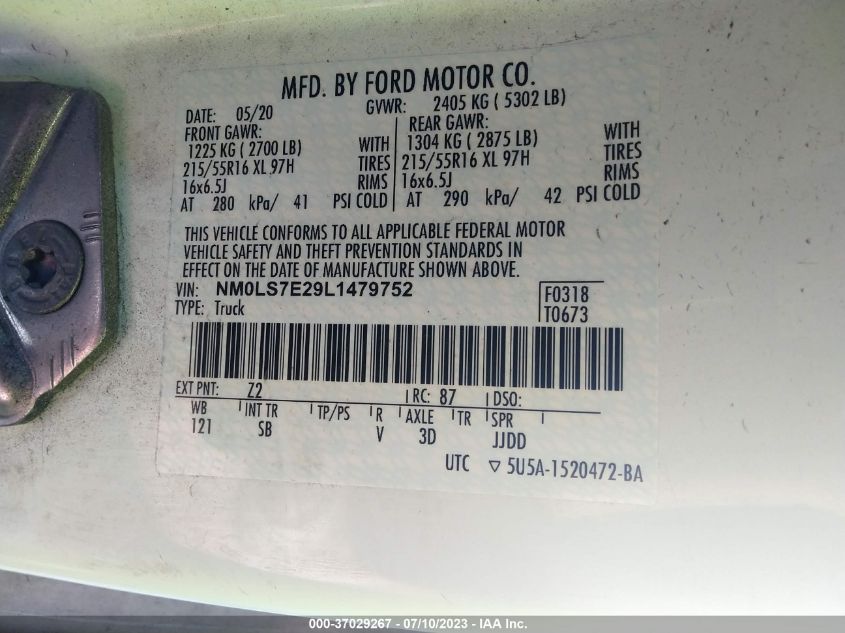 MFD. BY FORD MOTOR CO.
DATE: 05/20 GVWR: 2405 KG ( 5302 LB)
FRONT GAWR: REAR GAWR:
1225 KG ( 2700 LB) WITH 1304 KG ( 2875 LB) WITH
215/55R16 XL 97H TIRES 215/55R16 XL 97H TIRES
16x6.5J RIMS 16x6.5J RIMS
AT 280 kPa/ 41 PSI COLD AT 290 kPa/ 42 PSI COLD
THIS VEHICLE CONFORMS TO ALL APPLICABLE FEDERAL MOTOR
VEHICLE SAFETY AND THEFT PREVENTION STANDARDS IN
EFFECT ON THE DATE OF MANUFACTURE SHOWN ABOVE.
VIN: NM0LS7E29L1479752 F0318
TYPE: Truck T0673
EXT PNT: Z2 RC: 87 DSO:
WB INT TR TP/PS R AXLE TR SPR
121 SB V 3D JJDD
UTC ▽ 5U5A-1520472-BA
000-37029267 - 07/10/2023 - IAA Inc.